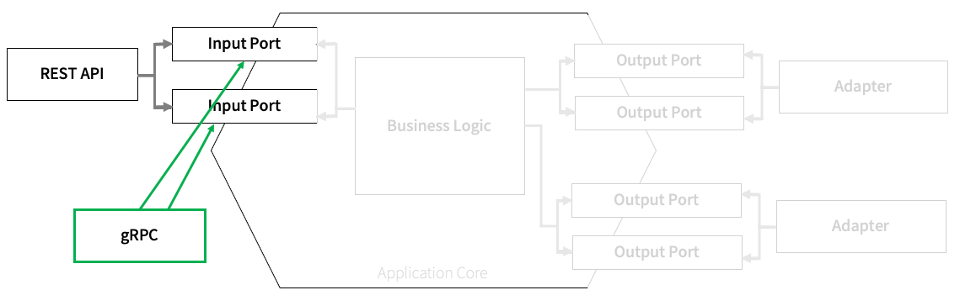 Input Port
REST API
Input Port
gRPC
Business Logic
Output Port
Output Port
Adapter
Output Port
Output Port
Adapter
Application Core